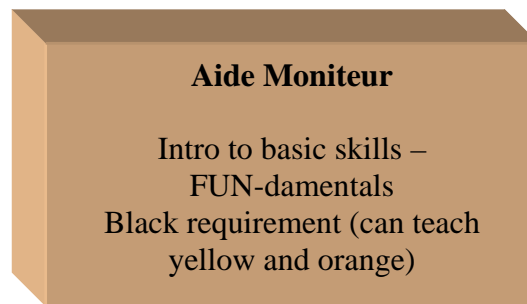 Aide Moniteur
Intro to basic skills –
FUN-damentals
Black requirement (can teach
yellow and orange)